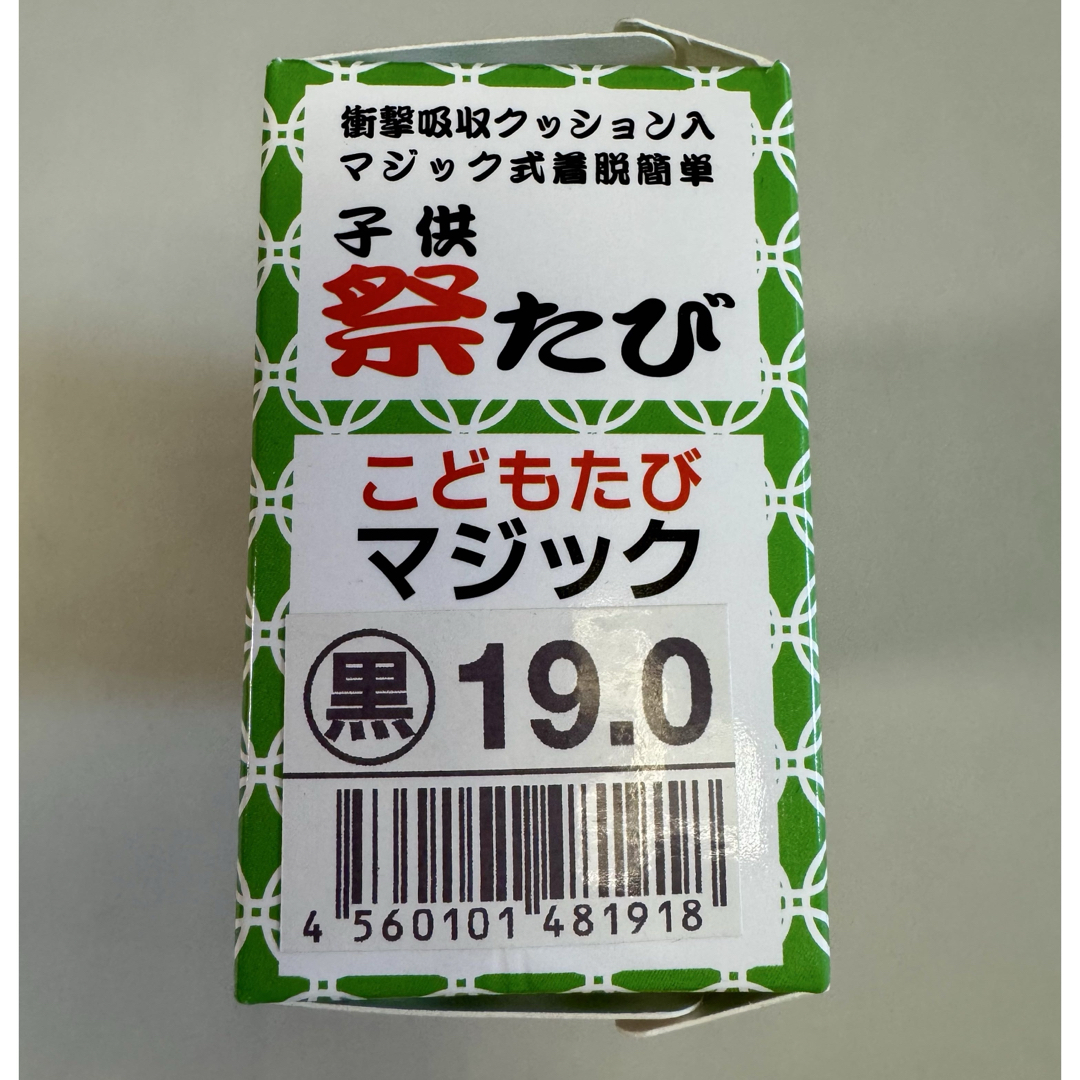 衝撃吸収クッション入
マジック式着脱簡単
子供
祭たび
こどもたび
マジック
黒 19.0
4 560101 481918